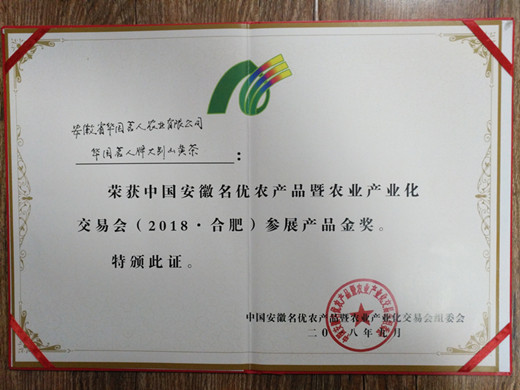 安徽省华国茗人农业有限公司
华国茗人牌大别山黄茶:
荣获中国安徽名优农产品暨农业产业化
交易会(2018·合肥)参展产品金奖。
特颁此证。
中国安徽名优农产品暨农业产业化交易会组委会
二〇一八年九月